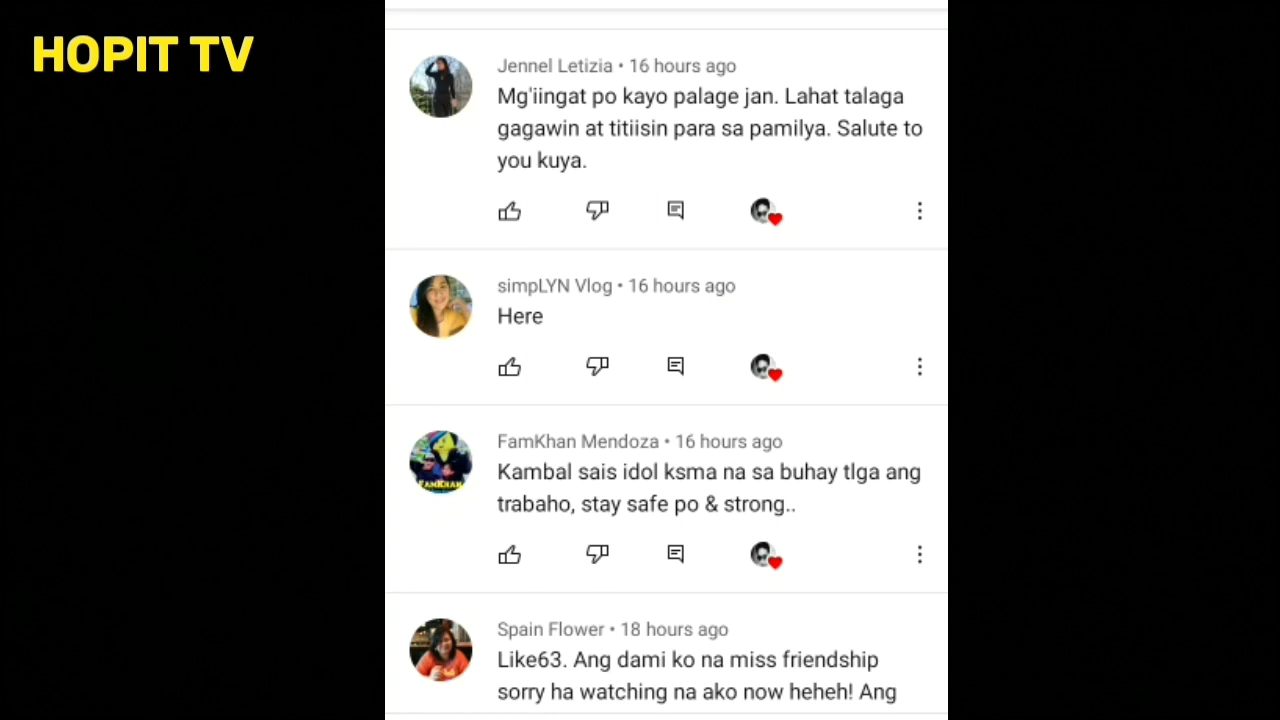 HOPIT TV
Jennel Letizia • 16 hours ago
Mg'iingat po kayo palage jan. Lahat talaga
gagawin at titiisin para sa pamilya. Salute to
you kuya.
simpLYN Vlog • 16 hours ago
Here
FamKhan Mendoza • 16 hours ago
Kambal sais idol ksma na sa buhay tlga ang
trabaho, stay safe po & strong..
FAMKHAN
Spain Flower • 18 hours ago
Like63. Ang dami ko na miss friendship
sorry ha watching na ako now heheh! Ang